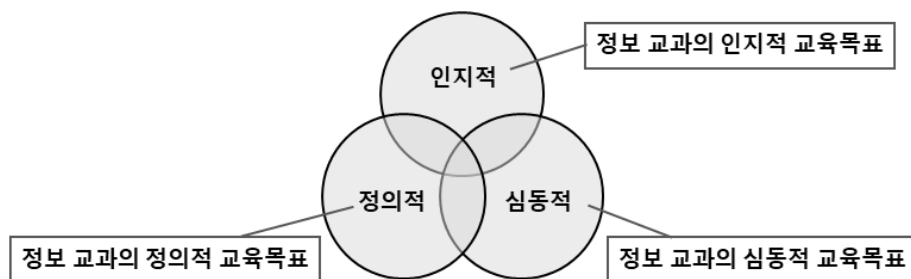 정보 교과의 인지적 교육목표
인지적
정의적
심동적
정보 교과의 정의적 교육목표
정보 교과의 심동적 교육목표